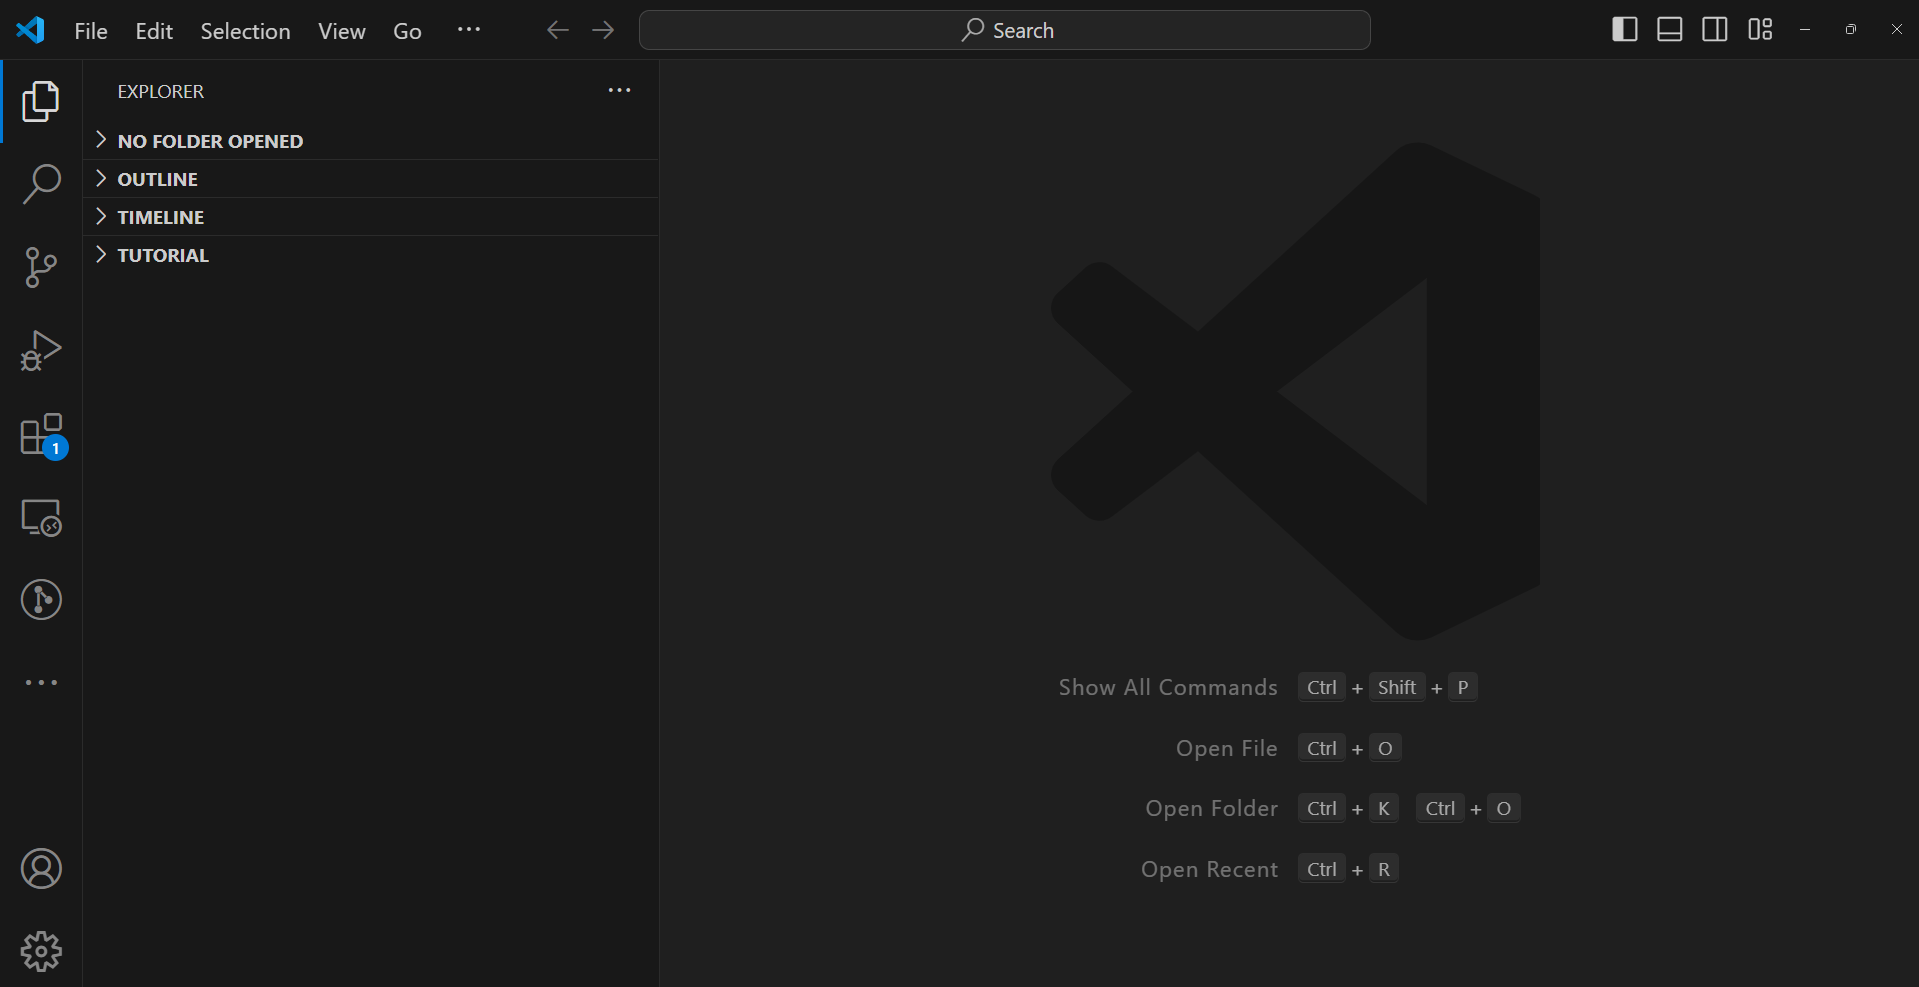 File Edit Selection View Go ··· Search
EXPLORER ···
NO FOLDER OPENED
OUTLINE
TIMELINE
TUTORIAL
1
Show All Commands Ctrl + Shift + P
Open File Ctrl + O
Open Folder Ctrl + K Ctrl + O
Open Recent Ctrl + R